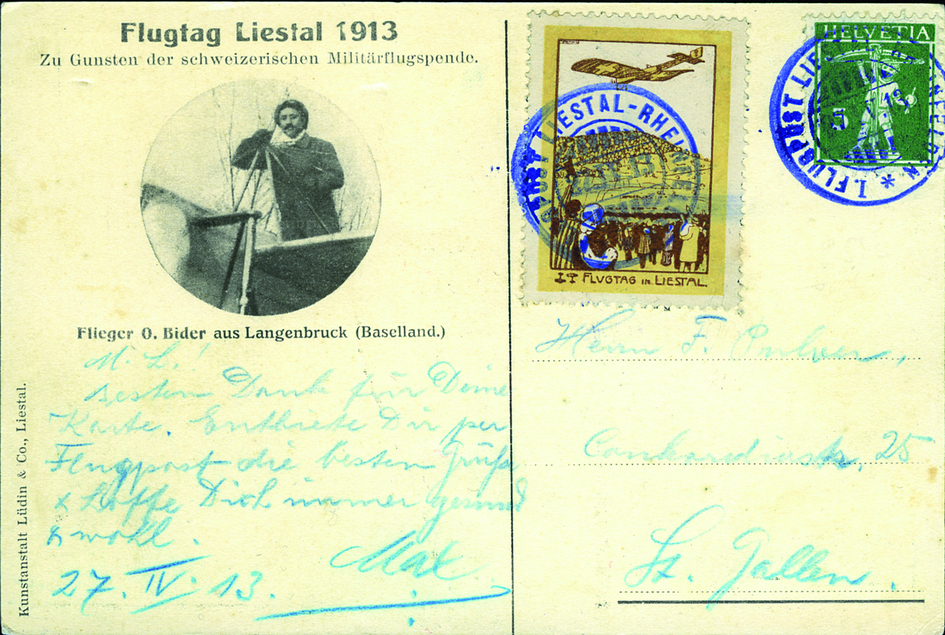 Flugtag Liestal 1913
Zu Gunsten der schweizerischen Militärflugspende.
Flieger O. Bider aus Langenbruck (Baselland.)
M. L!
Besten Dank für Deine
Karte. Entbiete Dir per
Flugpost die besten Grüße
& hoffe Dich immer gesund
& wohl.
Max
27. IV. 13.
Kunstanstalt Lüdin & Co., Liestal.
LIESTAL-RHEIN
I. FLUGTAG IN LIESTAL.
HELVETIA
* 1. FLUGPOST LIESTAL
Herrn F.
25
St. Gallen.